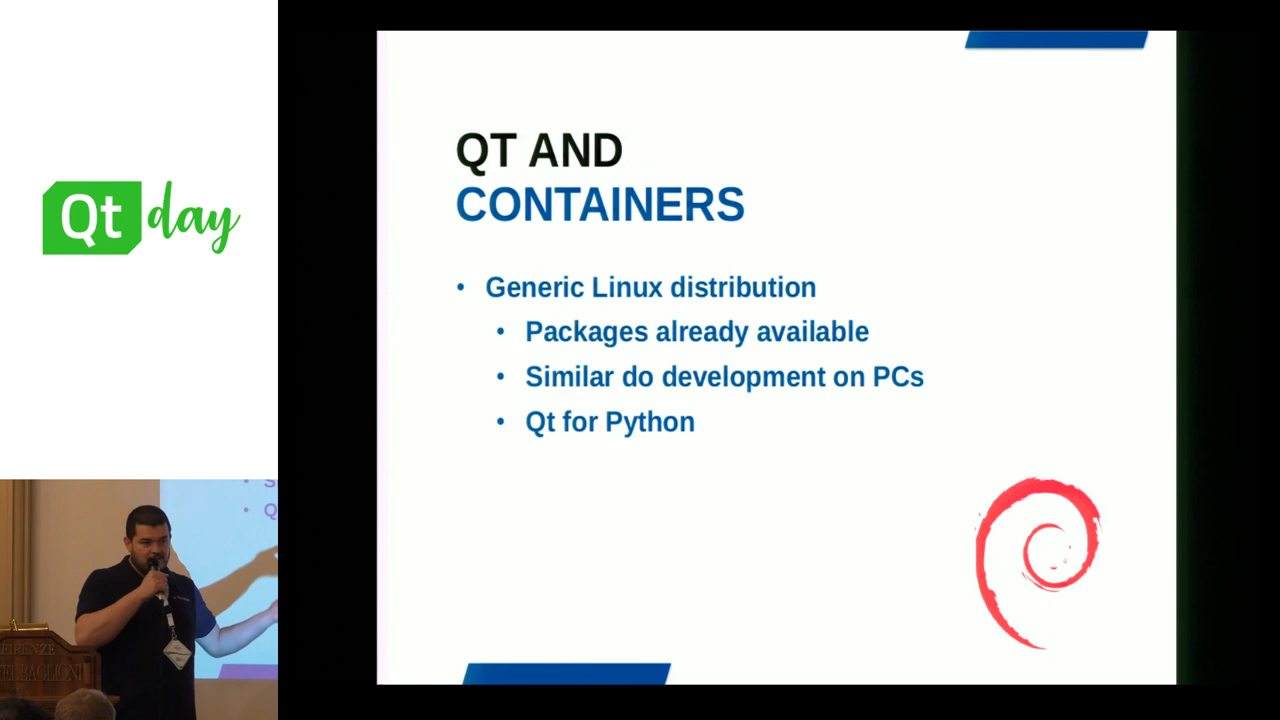 Qt day
QT AND
CONTAINERS
• Generic Linux distribution
• Packages already available
• Similar do development on PCs
• Qt for Python
FIRENZE